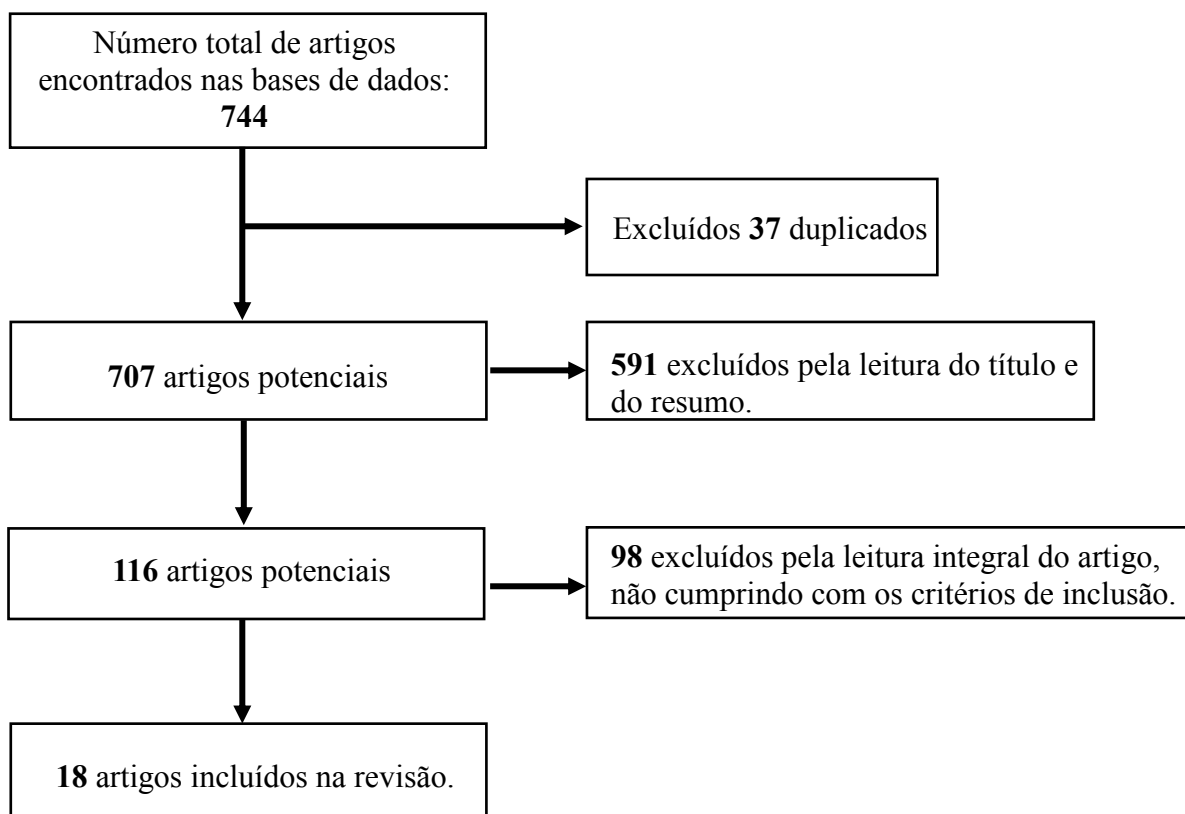 Número total de artigos
encontrados nas bases de dados:
744
Excluídos 37 duplicados
707 artigos potenciais
591 excluídos pela leitura do título e
do resumo.
116 artigos potenciais
98 excluídos pela leitura integral do artigo,
não cumprindo com os critérios de inclusão.
18 artigos incluídos na revisão.